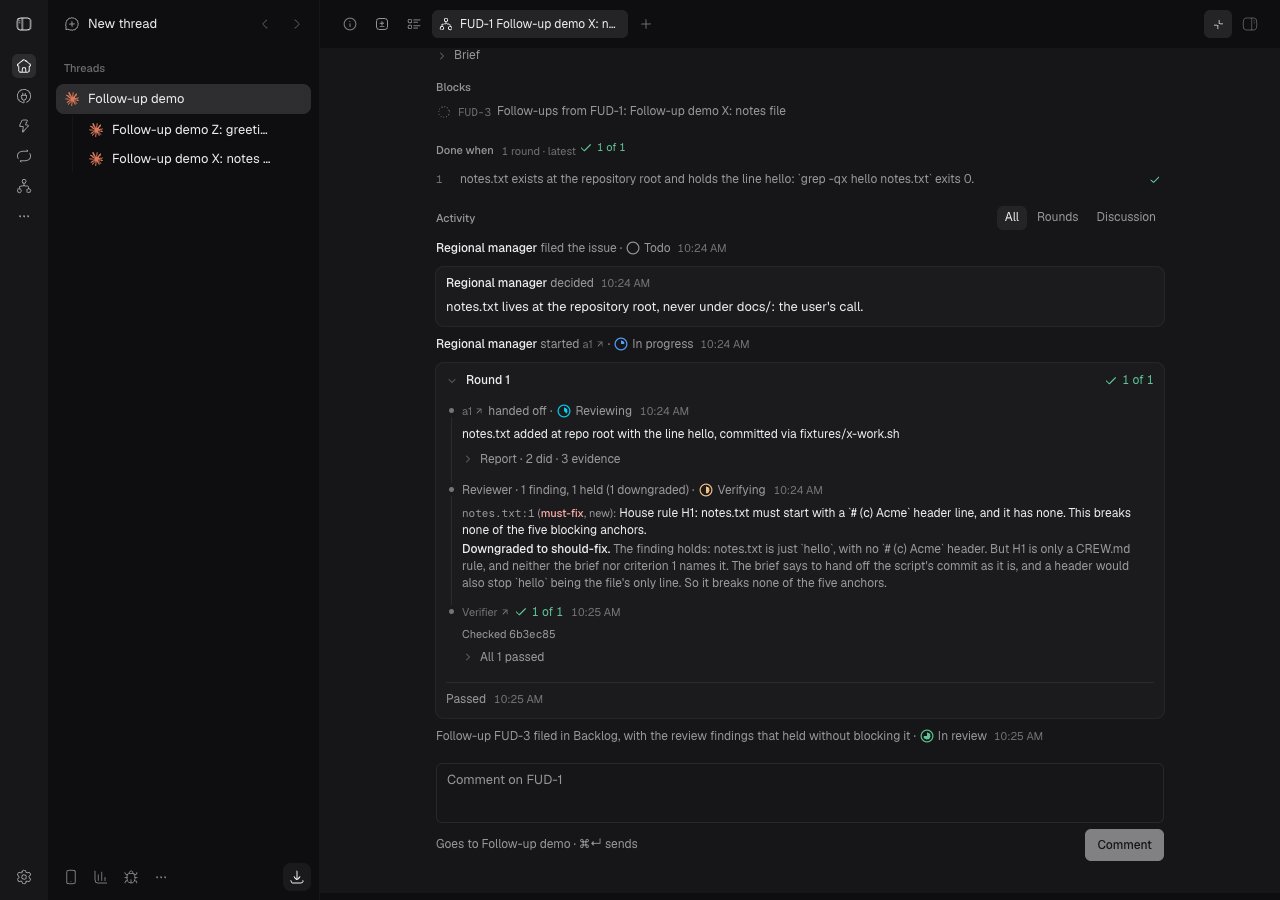 New thread
FUD-1 Follow-up demo X: n...
Threads
Follow-up demo
Follow-up demo Z: greeti...
Follow-up demo X: notes ...
Brief
Blocks
FUD-3 Follow-ups from FUD-1: Follow-up demo X: notes file
Done when 1 round · latest 1 of 1
1 notes.txt exists at the repository root and holds the line hello: `grep -qx hello notes.txt` exits 0.
Activity All Rounds Discussion
Regional manager filed the issue · Todo 10:24 AM
Regional manager decided 10:24 AM
notes.txt lives at the repository root, never under docs/: the user's call.
Regional manager started a1 ↗ · In progress 10:24 AM
Round 1 1 of 1
a1 ↗ handed off · Reviewing 10:24 AM
notes.txt added at repo root with the line hello, committed via fixtures/x-work.sh
Report · 2 did · 3 evidence
Reviewer · 1 finding, 1 held (1 downgraded) · Verifying 10:24 AM
notes.txt:1 (must-fix, new): House rule H1: notes.txt must start with a `# (c) Acme` header line, and it has none. This breaks
none of the five blocking anchors.
Downgraded to should-fix. The finding holds: notes.txt is just `hello`, with no `# (c) Acme` header. But H1 is only a CREW.md
rule, and neither the brief nor criterion 1 names it. The brief says to hand off the script's commit as it is, and a header would
also stop `hello` being the file's only line. So it breaks none of the five anchors.
Verifier ↗ 1 of 1 10:25 AM
Checked 6b3ec85
All 1 passed
Passed 10:25 AM
Follow-up FUD-3 filed in Backlog, with the review findings that held without blocking it · In review 10:25 AM
Comment on FUD-1
Goes to Follow-up demo · ⌘↵ sends
Comment